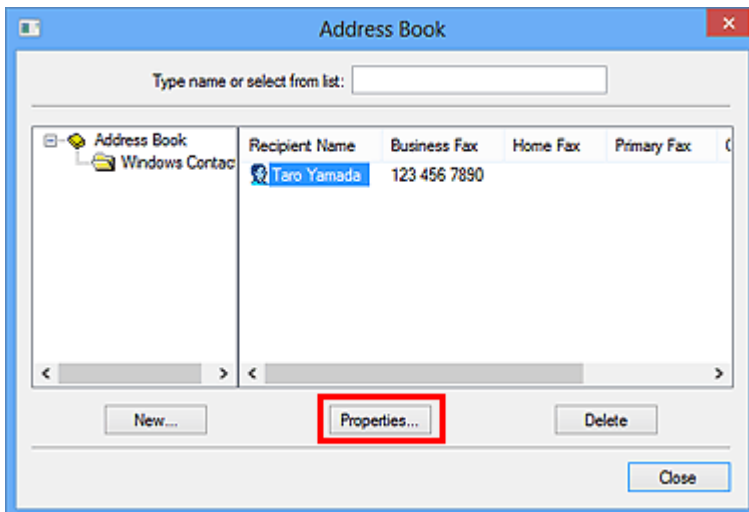 Address Book
Type name or select from list:
Address Book
Windows Contac
Recipient Name Business Fax Home Fax Primary Fax
Taro Yamada 123 456 7890
New... Properties... Delete
Close